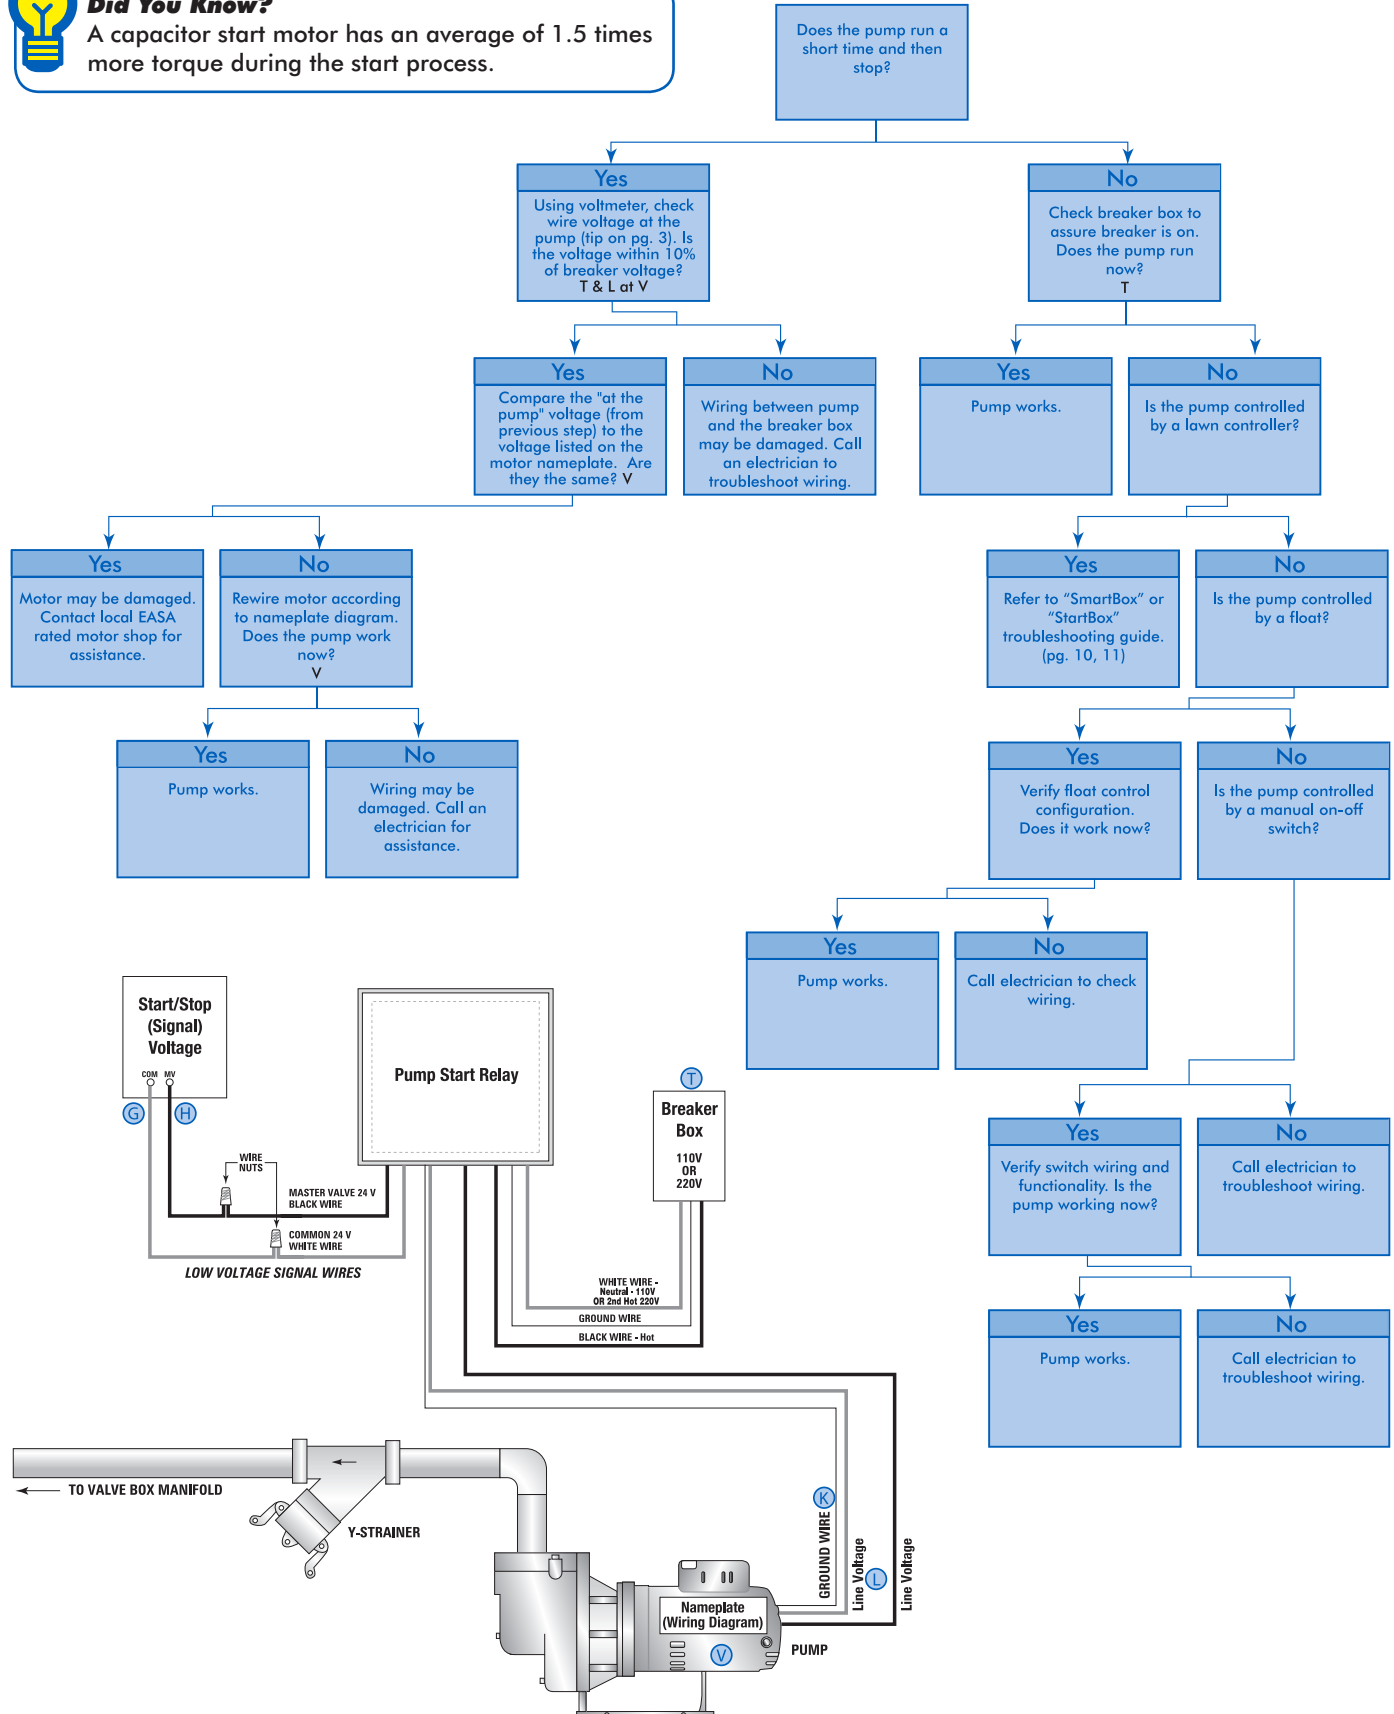 Did You Know?
A capacitor start motor has an average of 1.5 times
more torque during the start process.
Does the pump run a
short time and then
stop?
Yes
Using voltmeter, check
wire voltage at the
pump (tip on pg. 3). Is
the voltage within 10%
of breaker voltage?
T & L at V
No
Check breaker box to
assure breaker is on.
Does the pump run
now?
T
Yes
Compare the "at the
pump" voltage (from
previous step) to the
voltage listed on the
motor nameplate. Are
they the same? V
No
Wiring between pump
and the breaker box
may be damaged. Call
an electrician to
troubleshoot wiring.
Yes
Pump works.
No
Is the pump controlled
by a lawn controller?
Yes
Motor may be damaged.
Contact local EASA
rated motor shop for
assistance.
No
Rewire motor according
to nameplate diagram.
Does the pump work
now?
V
Yes
Refer to “SmartBox” or
“StartBox”
troubleshooting guide.
(pg. 10, 11)
No
Is the pump controlled
by a float?
Yes
Pump works.
No
Wiring may be
damaged. Call an
electrician for
assistance.
Yes
Verify float control
configuration.
Does it work now?
No
Is the pump controlled
by a manual on-off
switch?
Yes
Pump works.
No
Call electrician to check
wiring.
Yes
Verify switch wiring and
functionality. Is the
pump working now?
No
Call electrician to
troubleshoot wiring.
Yes
Pump works.
No
Call electrician to
troubleshoot wiring.
Start/Stop
(Signal)
Voltage
COM MV
G H
WIRE
NUTS
MASTER VALVE 24 V
BLACK WIRE
COMMON 24 V
WHITE WIRE
LOW VOLTAGE SIGNAL WIRES
Pump Start Relay
T
Breaker
Box
110V
OR
220V
WHITE WIRE -
Neutral - 110V
OR 2nd Hot 220V
GROUND WIRE
BLACK WIRE - Hot
TO VALVE BOX MANIFOLD
Y-STRAINER
GROUND WIRE
K
Line Voltage
L
Line Voltage
Nameplate
(Wiring Diagram)
V
PUMP